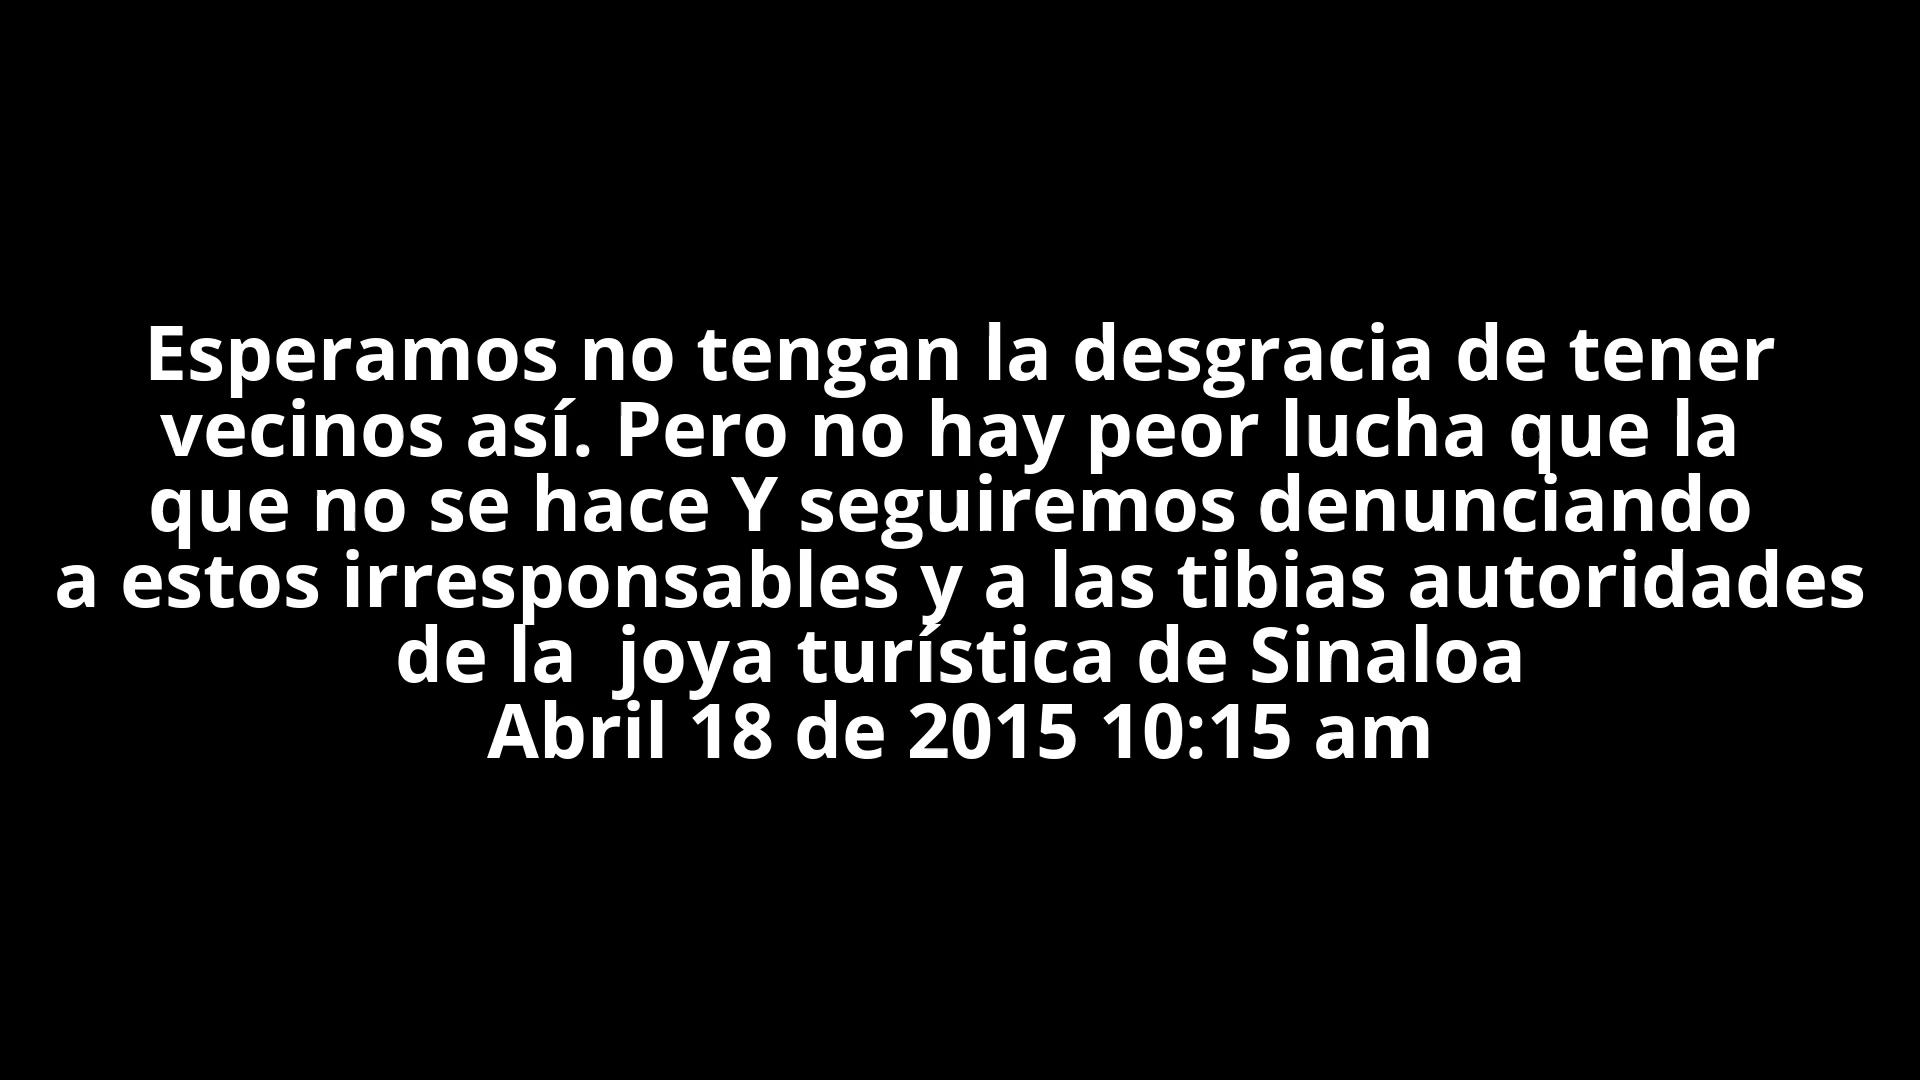 Esperamos no tengan la desgracia de tener
vecinos así. Pero no hay peor lucha que la
que no se hace Y seguiremos denunciando
a estos irresponsables y a las tibias autoridades
de la  joya turística de Sinaloa
Abril 18 de 2015 10:15 am